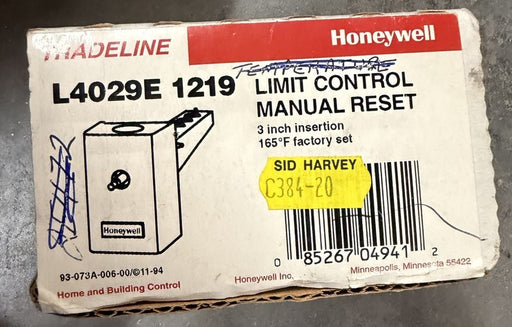 TRADELINE
Honeywell
TEMPERATURE
L4029E 1219
LIMIT CONTROL
MANUAL RESET
3 inch insertion
165°F factory set
SID HARVEY
C384-20
Honeywell
0 85267 04941 2
93-073A-006-00/©11-94
Honeywell Inc.
Minneapolis, Minnesota 55422
Home and Building Control